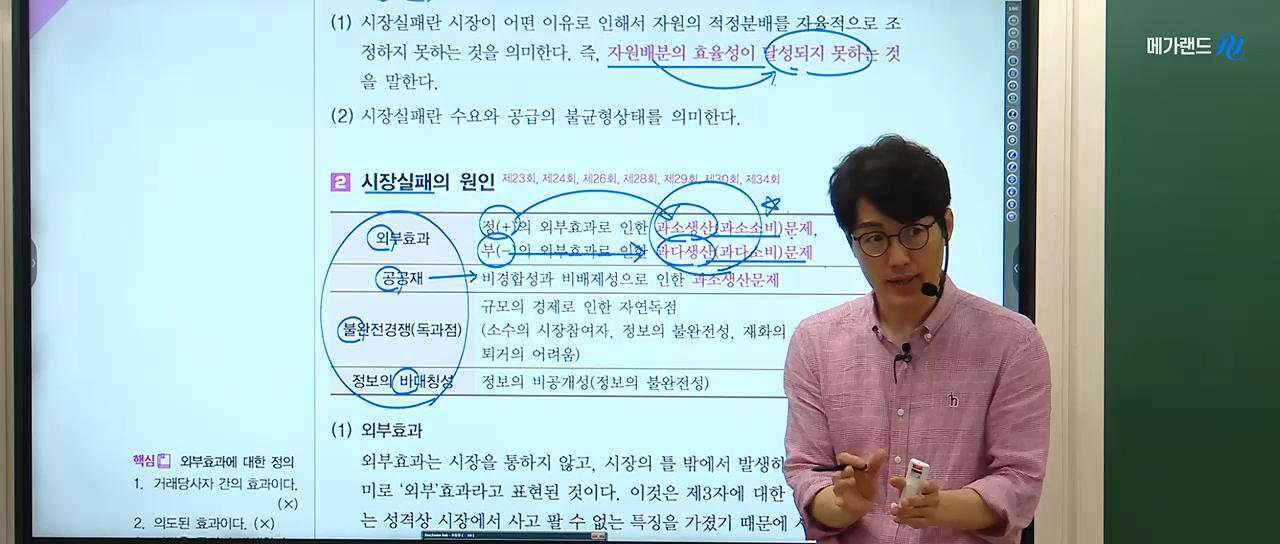 메가랜드
(1) 시장실패란 시장이 어떤 이유로 인해서 자원의 적정분배를 자율적으로 조
정하지 못하는 것을 의미한다. 즉, 자원배분의 효율성이 달성되지 못하는 것
을 말한다.
(2) 시장실패란 수요와 공급의 불균형상태를 의미한다.
2 시장실패의 원인 제23회, 제24회, 제26회, 제28회, 제29회, 제30회, 제34회
외부효과
정(+)의 외부효과로 인한 과소생산(과소소비)문제,
부(-)의 외부효과로 인한 과다생산(과다소비)문제
공공재
비경합성과 비배제성으로 인한 과소생산문제
불완전경쟁(독과점)
규모의 경제로 인한 자연독점
(소수의 시장참여자, 정보의 불완전성, 재화의
퇴거의 어려움)
정보의 비대칭성
정보의 비공개성(정보의 불완전성)
(1) 외부효과
외부효과는 시장을 통하지 않고, 시장의 틀 밖에서
미로 ‘외부’효과라고 표현된 것이다. 이것은 제3자에 대한
는 성격상 시장에서 사고 팔 수 없는 특징을 가졌기 때문에
핵심 외부효과에 대한 정의
1. 거래당사자 간의 효과이다.
(×)
2. 의도된 효과이다. (×)